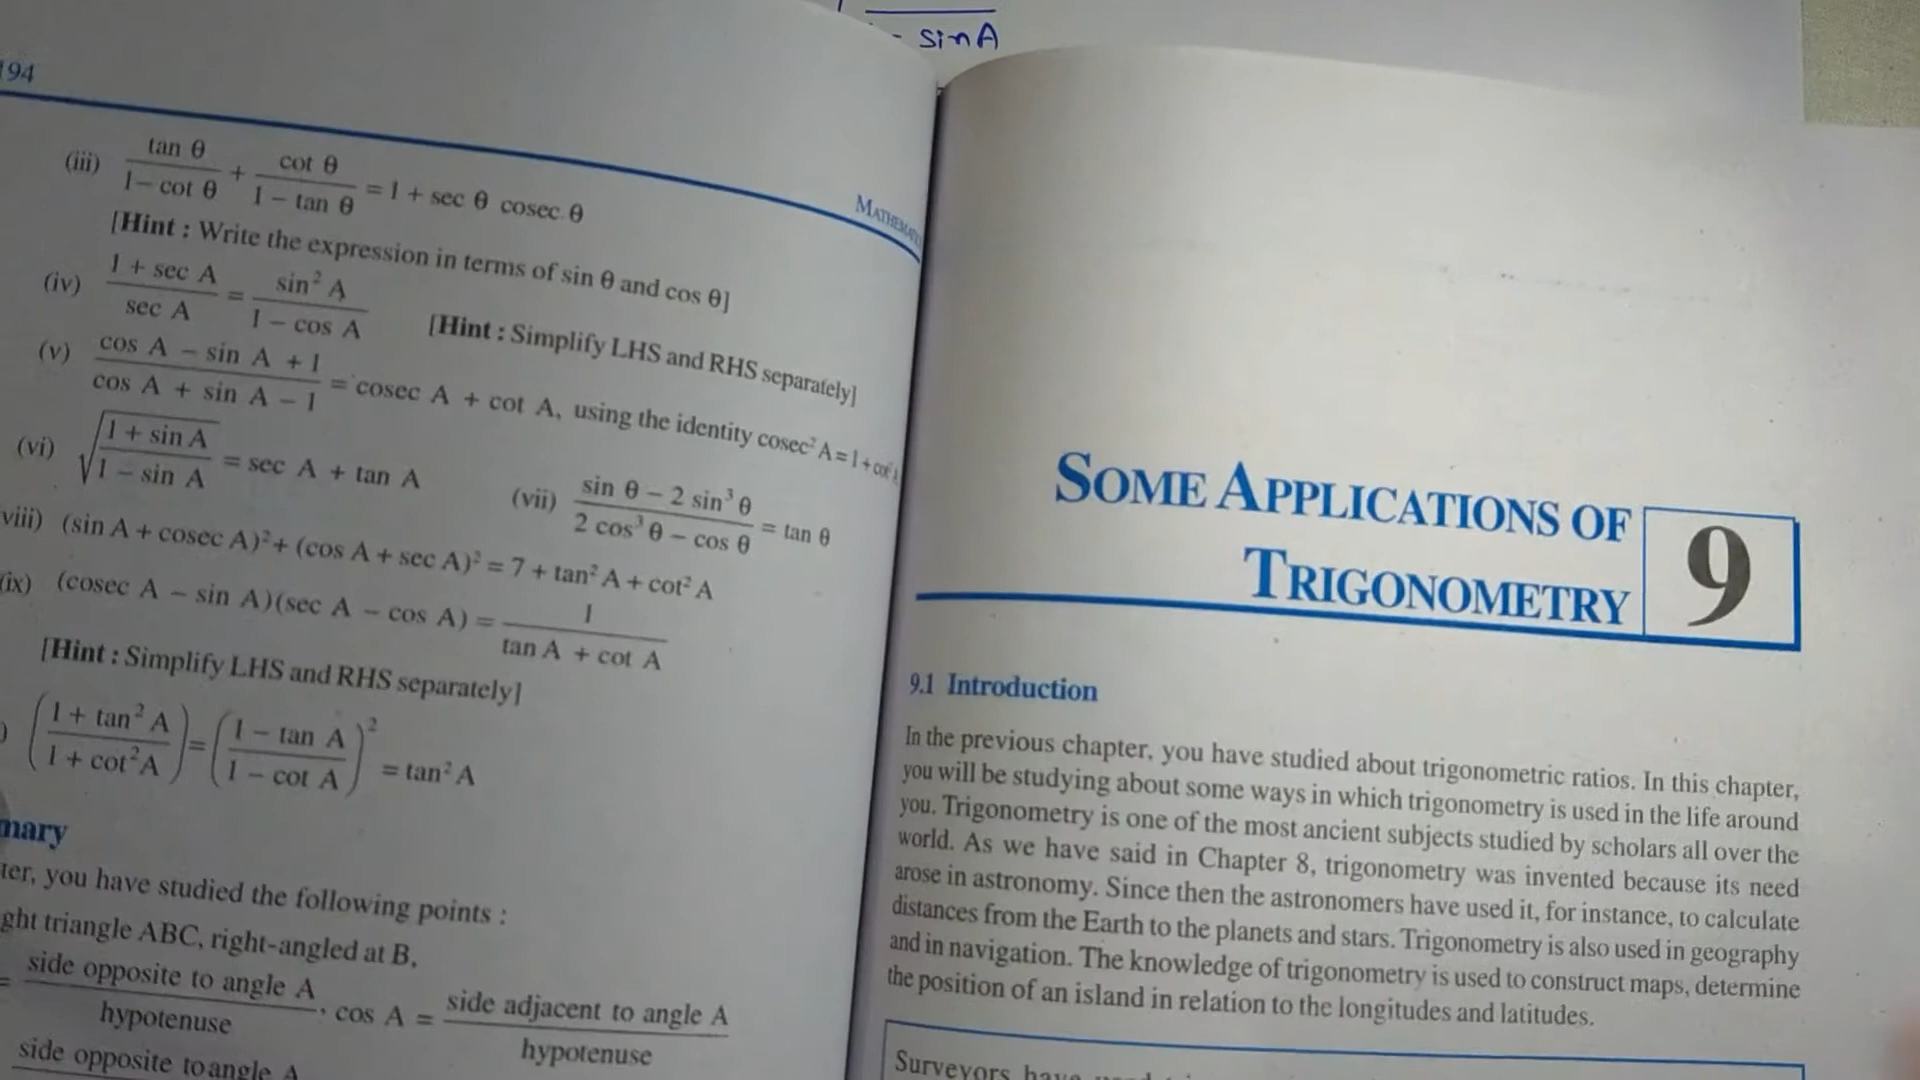 - sin A
194
MATHEMAT
(iii) tan θ / 1 – cot θ + cot θ / 1 – tan θ = 1 + sec θ cosec θ
[Hint : Write the expression in terms of sin θ and cos θ]
(iv) 1 + sec A / sec A = sin² A / 1 – cos A [Hint : Simplify LHS and RHS separately]
(v) cos A – sin A + 1 / cos A + sin A – 1 = cosec A + cot A, using the identity cosec² A = 1 + cot² A
(vi) √(1 + sin A / 1 – sin A) = sec A + tan A (vii) sin θ – 2 sin³ θ / 2 cos³ θ – cos θ = tan θ
viii) (sin A + cosec A)² + (cos A + sec A)² = 7 + tan² A + cot² A
ix) (cosec A – sin A)(sec A – cos A) = 1 / tan A + cot A
[Hint : Simplify LHS and RHS separately]
) (1 + tan² A / 1 + cot² A) = (1 – tan A / 1 – cot A)² = tan² A
mary
ter, you have studied the following points :
ght triangle ABC, right-angled at B,
= side opposite to angle A / hypotenuse, cos A = side adjacent to angle A / hypotenuse
side opposite to angle A
SOME APPLICATIONS OF
TRIGONOMETRY
9
9.1 Introduction
In the previous chapter, you have studied about trigonometric ratios. In this chapter,
you will be studying about some ways in which trigonometry is used in the life around
you. Trigonometry is one of the most ancient subjects studied by scholars all over the
world. As we have said in Chapter 8, trigonometry was invented because its need
arose in astronomy. Since then the astronomers have used it, for instance, to calculate
distances from the Earth to the planets and stars. Trigonometry is also used in geography
and in navigation. The knowledge of trigonometry is used to construct maps, determine
the position of an island in relation to the longitudes and latitudes.
Surveyors have